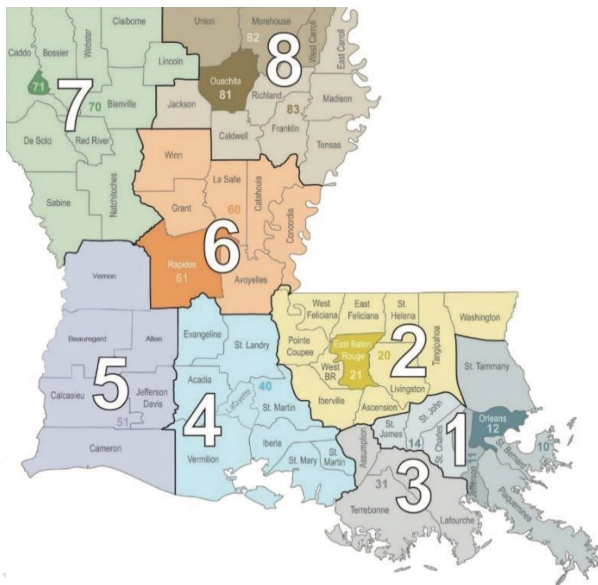 Claiborne
Union
Morehouse
82
West Carroll
East Carroll
Caddo
Bossier
Webster
Lincoln
8
71
7
70
Bienville
Ouachita
81
Richland
Madison
Jackson
83
De Soto
Red River
Caldwell
Franklin
Tensas
Winn
Sabine
Natchitoches
La Salle
Catahoula
Concordia
Grant
60
6
Rapides
61
Avoyelles
Vernon
West
Feliciana
East
Feliciana
St.
Helena
Washington
Tangipahoa
Beauregard
Allen
Evangeline
St. Landry
Pointe
Coupee
East Baton
Rouge
21
20
2
West
BR
St. Tammany
5
Calcasieu
Jefferson
Davis
51
Acadia
Lafayette
40
4
St. Martin
Iberville
Livingston
Ascension
St. John
Orleans
12
St.
James
14
St. Charles
1
Jefferson
11
St. Bernard
10
Cameron
Vermilion
Iberia
St. Mary
St.
Martin
Assumption
31
3
Plaquemines
Terrebonne
Lafourche